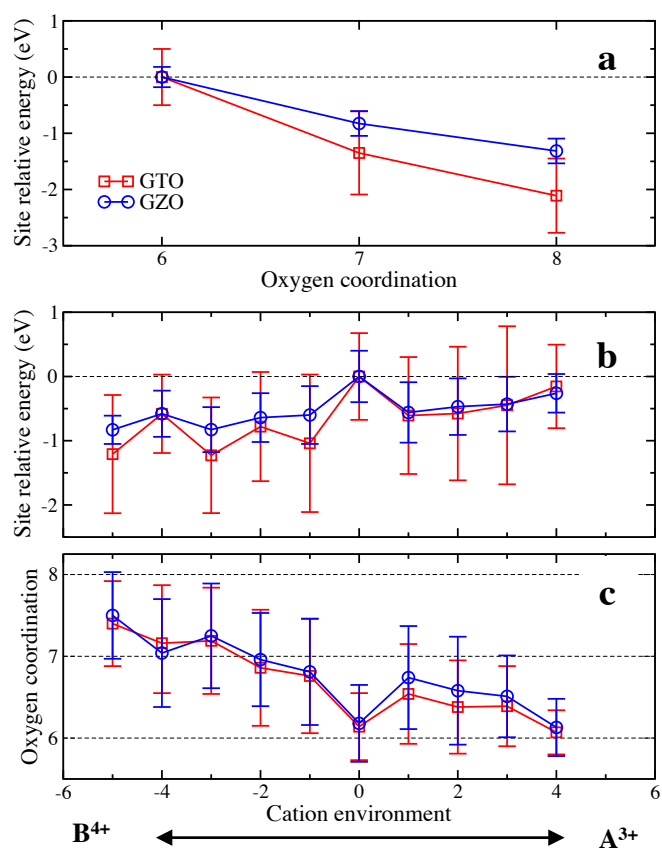 1
0
-1
-2
-3
Site relative energy (eV)
a
GTO
GZO
6
7
8
Oxygen coordination
1
0
-1
-2
Site relative energy (eV)
b
8
7
6
Oxygen coordination
c
-6
-4
-2
0
2
4
6
Cation environment
B4+
A3+